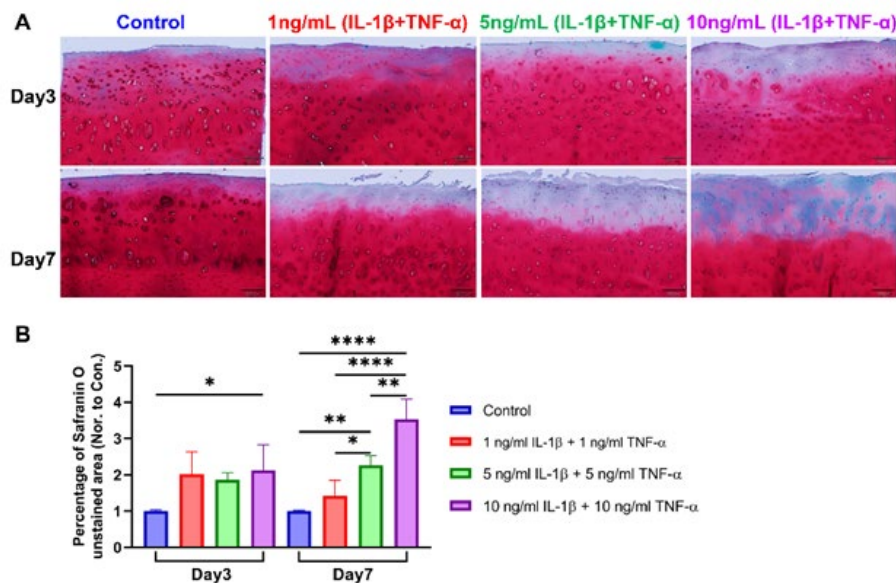 A
Control
1ng/mL (IL-1β+TNF-α)
5ng/mL (IL-1β+TNF-α)
10ng/mL (IL-1β+TNF-α)
Day3
Day7
B
Percentage of Safranin O
unstained area (Nor. to Con.)
5
4
3
2
1
0
*
****
****
**
**
*
Day3
Day7
Control
1 ng/ml IL-1β + 1 ng/ml TNF-α
5 ng/ml IL-1β + 5 ng/ml TNF-α
10 ng/ml IL-1β + 10 ng/ml TNF-α